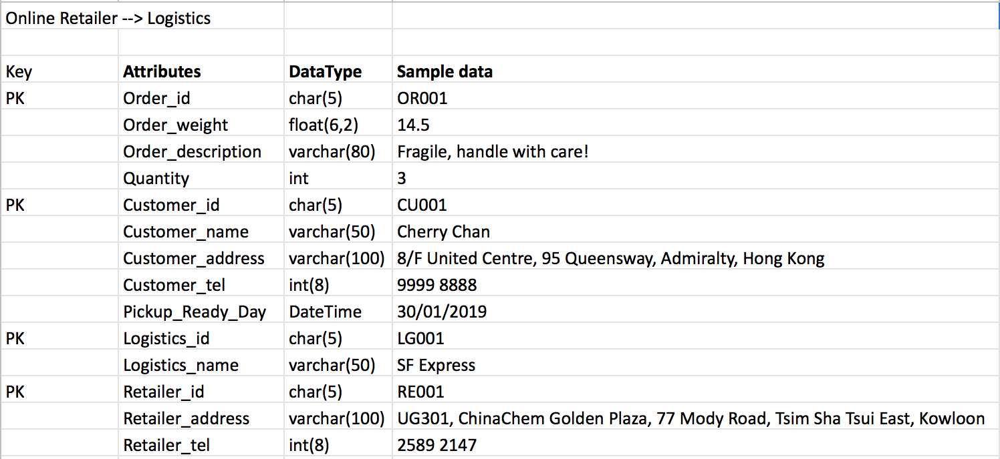 Online Retailer --> Logistics
Key Attributes DataType Sample data
PK Order_id char(5) OR001
Order_weight float(6,2) 14.5
Order_description varchar(80) Fragile, handle with care!
Quantity int 3
PK Customer_id char(5) CU001
Customer_name varchar(50) Cherry Chan
Customer_address varchar(100) 8/F United Centre, 95 Queensway, Admiralty, Hong Kong
Customer_tel int(8) 9999 8888
Pickup_Ready_Day DateTime 30/01/2019
PK Logistics_id char(5) LG001
Logistics_name varchar(50) SF Express
PK Retailer_id char(5) RE001
Retailer_address varchar(100) UG301, ChinaChem Golden Plaza, 77 Mody Road, Tsim Sha Tsui East, Kowloon
Retailer_tel int(8) 2589 2147